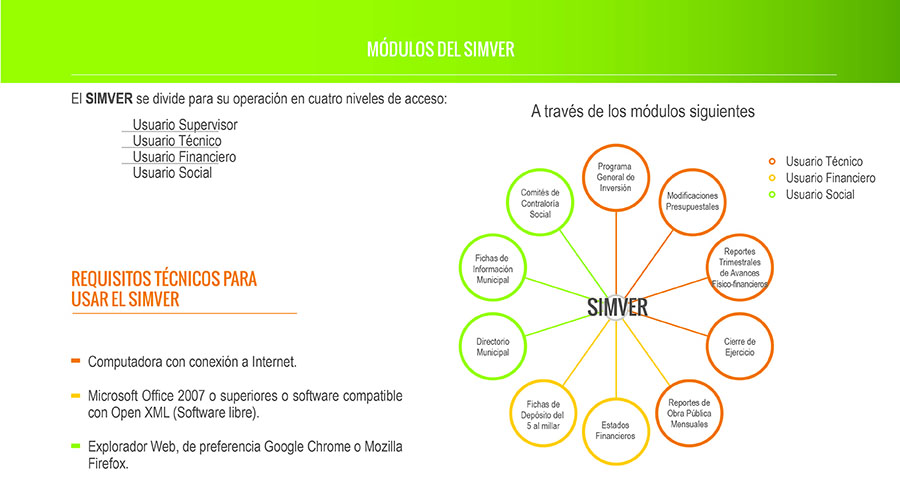 MÓDULOS DEL SIMVER
El SIMVER se divide para su operación en cuatro niveles de acceso:
Usuario Supervisor
Usuario Técnico
Usuario Financiero
Usuario Social
REQUISITOS TÉCNICOS PARA
USAR EL SIMVER
Computadora con conexión a Internet.
Microsoft Office 2007 o superiores o software compatible
con Open XML (Software libre).
Explorador Web, de preferencia Google Chrome o Mozilla
Firefox.
A través de los módulos siguientes
Usuario Técnico
Usuario Financiero
Usuario Social
Programa
General de
Inversión
Modificaciones
Presupuestales
Reportes
Trimestrales
de Avances
Físico-financieros
Cierre de
Ejercicio
Reportes de
Obra Pública
Mensuales
Estados
Financieros
Fichas de
Depósito del
5 al millar
Directorio
Municipal
Fichas de
Información
Municipal
Comités de
Contraloría
Social
SIMVER